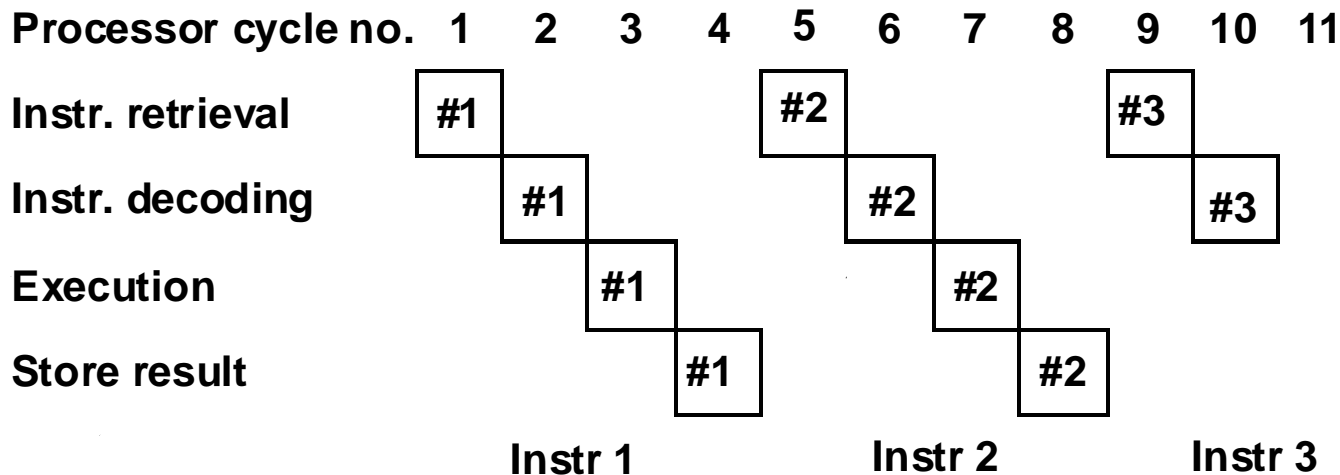 Processor cycle no. 1 2 3 4 5 6 7 8 9 10 11
Instr. retrieval #1 #2 #3
Instr. decoding #1 #2 #3
Execution #1 #2
Store result #1 #2
Instr 1 Instr 2 Instr 3